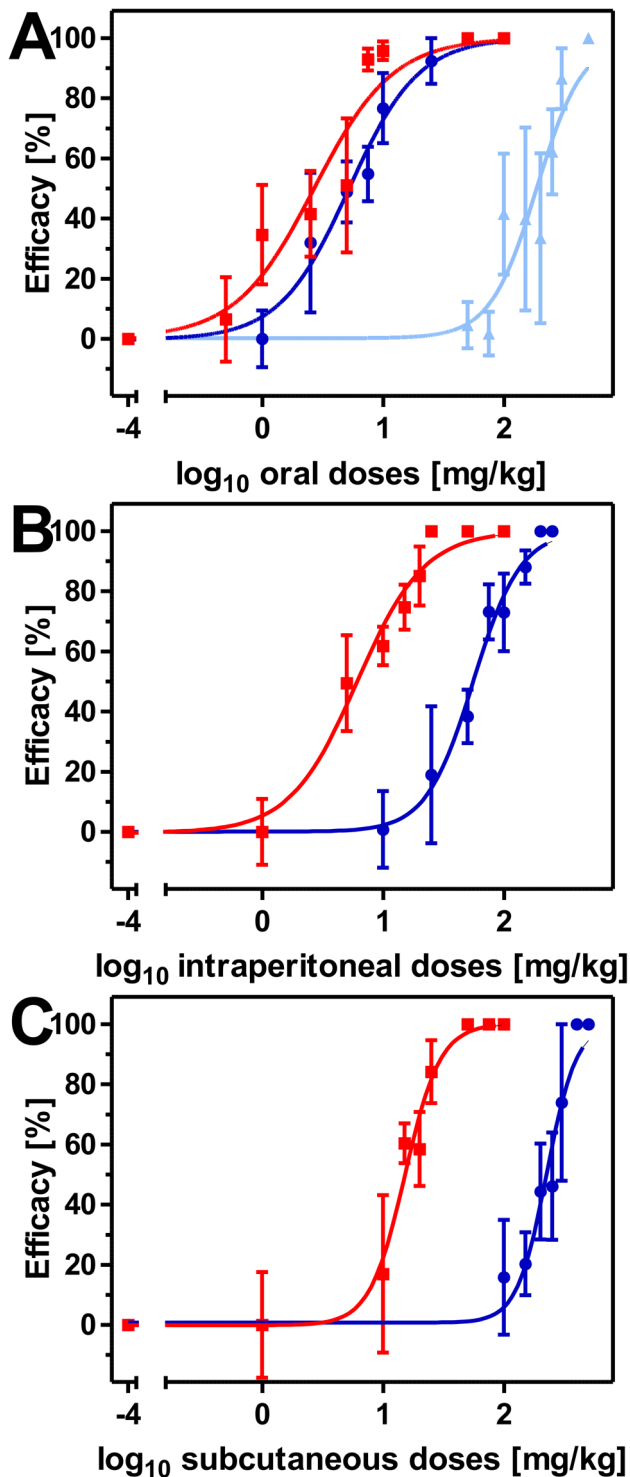 A
100
80
60
40
20
0
Efficacy [%]
-4 0 1 2
log10 oral doses [mg/kg]
B
100
80
60
40
20
0
Efficacy [%]
-4 0 1 2
log10 intraperitoneal doses [mg/kg]
C
100
80
60
40
20
0
Efficacy [%]
-4 0 1 2
log10 subcutaneous doses [mg/kg]